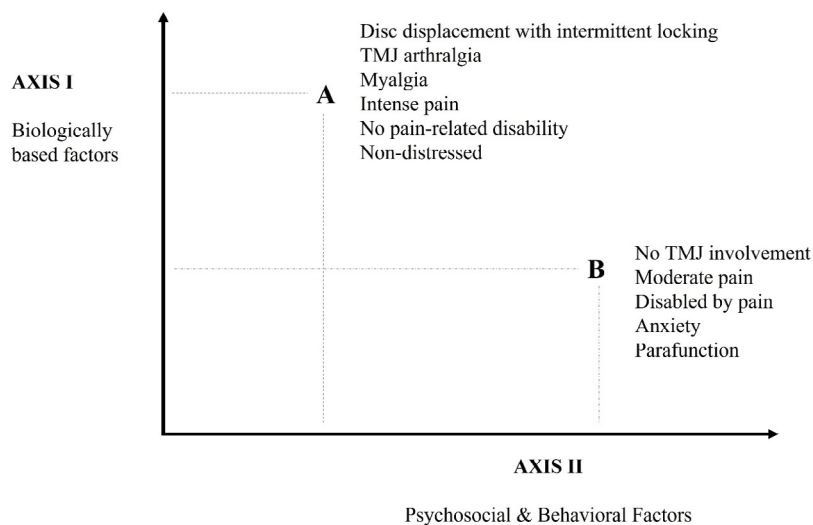 Disc displacement with intermittent locking
TMJ arthralgia
Myalgia
Intense pain
No pain-related disability
Non-distressed
AXIS I
Biologically
based factors
A
No TMJ involvement
Moderate pain
Disabled by pain
Anxiety
Parafunction
B
AXIS II
Psychosocial & Behavioral Factors